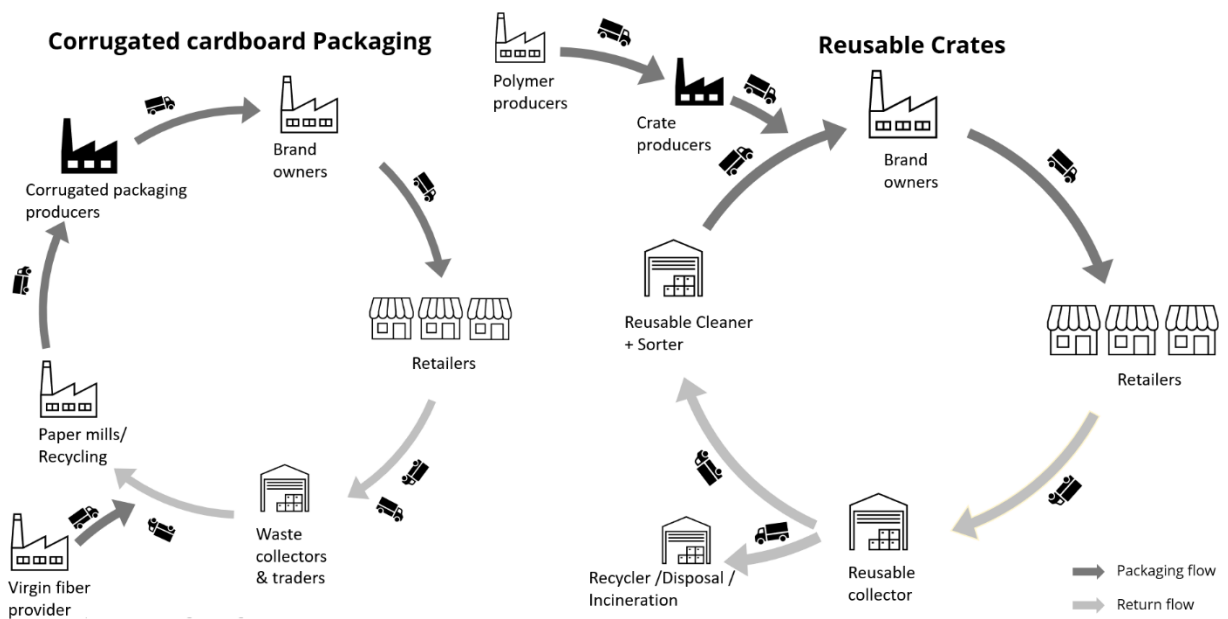 Corrugated cardboard Packaging
Brand
owners
Corrugated packaging
producers
Retailers
Paper mills/
Recycling
Waste
collectors
& traders
Virgin fiber
provider
Reusable Crates
Polymer
producers
Crate
producers
Brand
owners
Reusable Cleaner
+ Sorter
Retailers
Recycler /Disposal /
Incineration
Reusable
collector
Packaging flow
Return flow